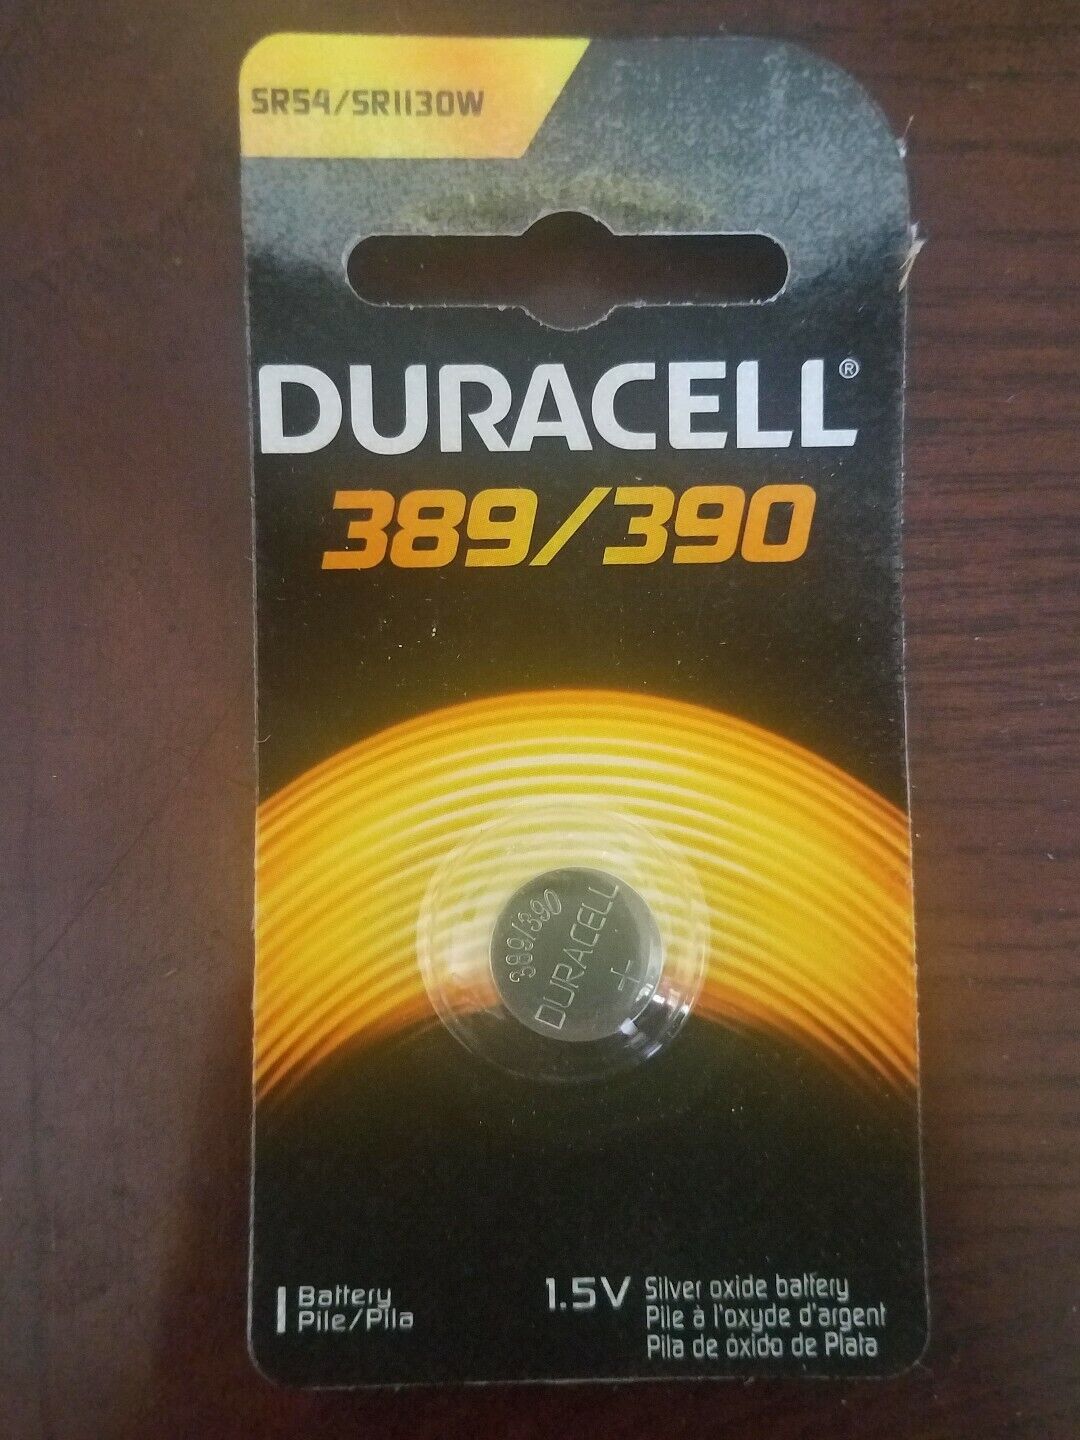 SR54/SR1130W
DURACELL®
389/390
389/390
DURACELL
+
1 Battery
Pile/Pila
1.5V Silver oxide battery
Pile à l'oxyde d'argent
Pila de óxido de Plata